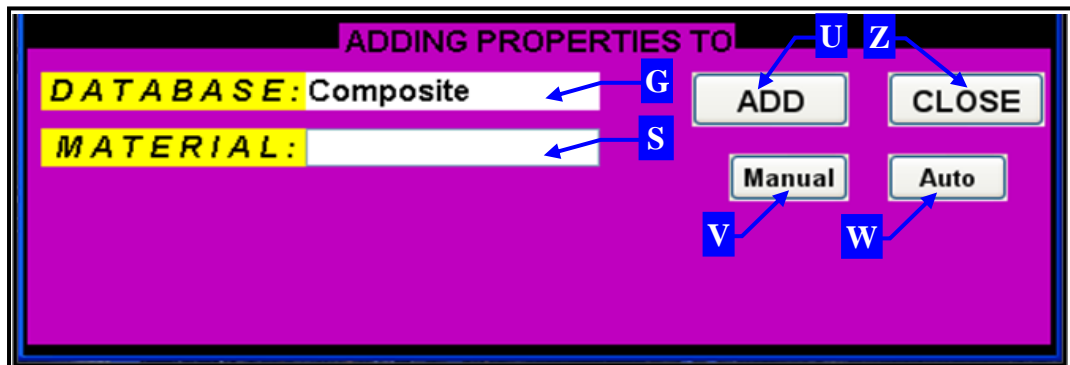 ADDING PROPERTIES TO
U Z
DATABASE: Composite G ADD CLOSE
MATERIAL: S
Manual Auto
V W